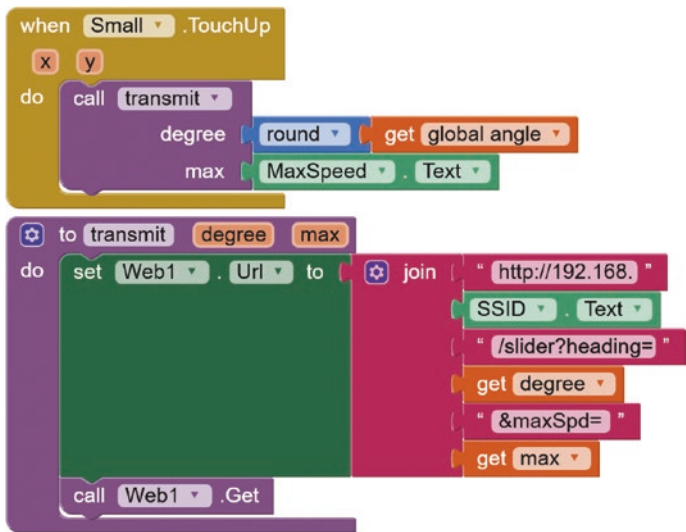 when Small .TouchUp
x y
do call transmit
degree round get global angle
max MaxSpeed . Text
to transmit degree max
do set Web1 . Url to join " http://192.168. "
SSID . Text
" /slider?heading= "
get degree
" &maxSpd= "
get max
call Web1 .Get